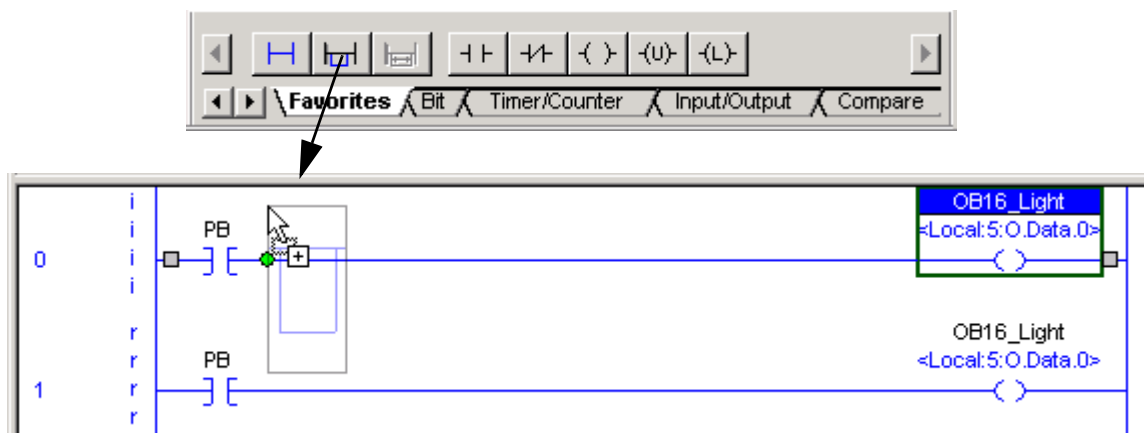 (U) (L)
Favorites Bit Timer/Counter Input/Output Compare
i
OB16_Light
i PB <Local:5:O.Data.0>
0 i
i
r OB16_Light
r PB <Local:5:O.Data.0>
1 r
r